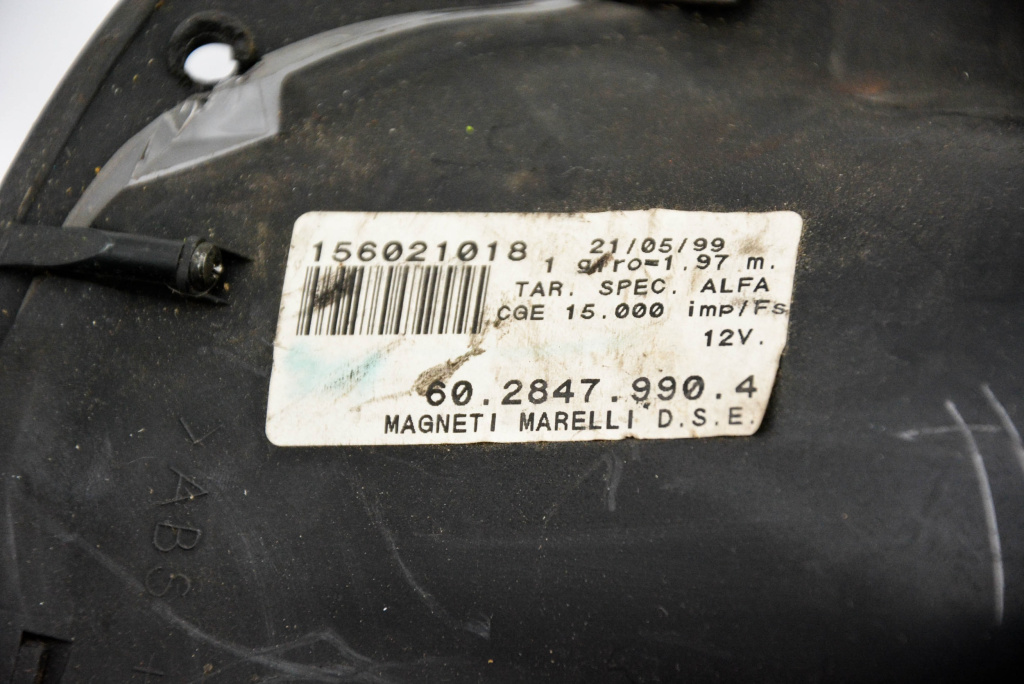 156021018
21/05/99
1 giro=1.97 m.
TAR. SPEC. ALFA
CGE 15.000 imp/Fs
12V.
60.2847.990.4
MAGNETI MARELLI D.S.E.
>ABS+